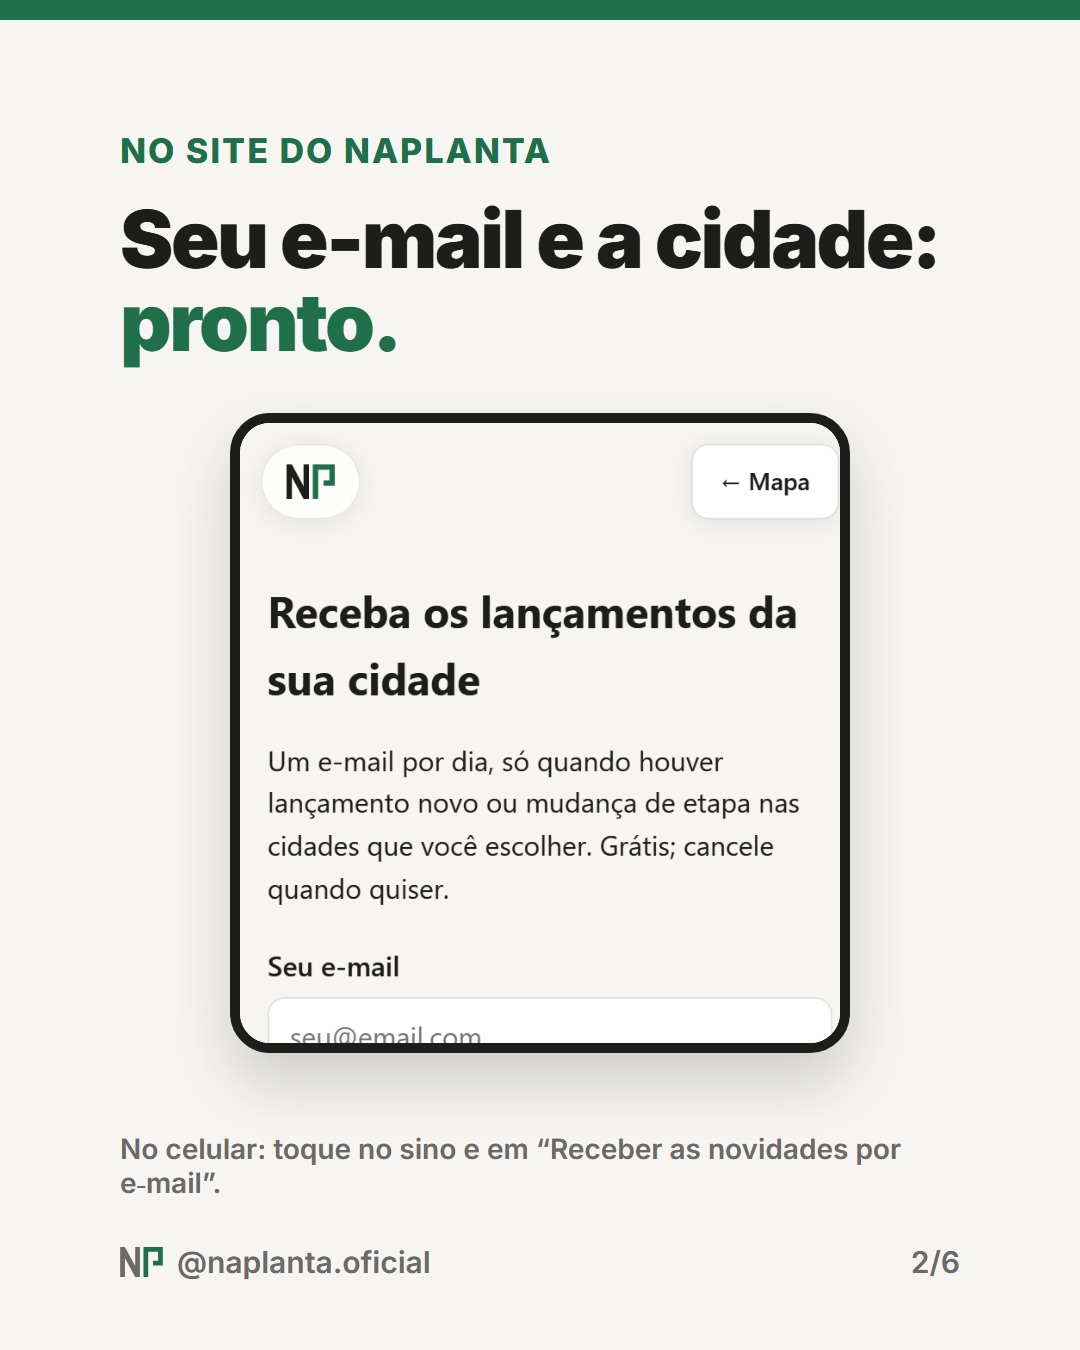 NO SITE DO NAPLANTA
Seu e-mail e a cidade:
pronto.
NP
← Mapa
Receba os lançamentos da
sua cidade
Um e-mail por dia, só quando houver
lançamento novo ou mudança de etapa nas
cidades que você escolher. Grátis; cancele
quando quiser.
Seu e-mail
seu@email.com
No celular: toque no sino e em “Receber as novidades por
e-mail”.
NP @naplanta.oficial
2/6